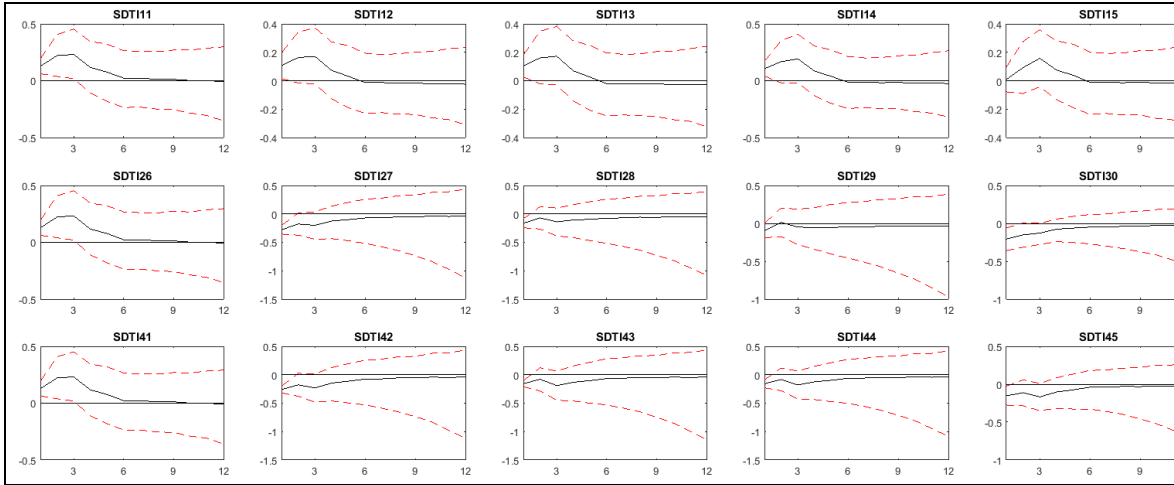 SDTI11 SDTI12 SDTI13 SDTI14 SDTI15
0.5 0.4 0.4 0.4 0.4
0.2 0.2 0.2 0.2
0 0 0 0 0
-0.2 -0.2 -0.2 -0.2
-0.5 -0.4 0.4 -0.4 0.4
3 6 9 12 3 6 9 12 3 6 9 12 3 6 9 12 3 6 9
SDTI26 SDTI27 SDTI28 SDTI29 SDTI30
0.5 0.5 0.5 0.5 0.5
0 0 0 0
0 -0.5 -0.5 0
-0.5 -0.5
-1 -1
-0.5 -1.5 -1.5 -1 -1
3 6 9 12 3 6 9 12 3 6 9 12 3 6 9 12 3 6 9
SDTI41 SDTI42 SDTI43 SDTI44 SDTI45
0.5 0.5 0.5 0.5 0.5
0 0 0
0 -0.5 -0.5 -0.5 0
-0.5
-1 -1 -1
-0.5 -1.5 -1.5 -1.5 -1
3 6 9 12 3 6 9 12 3 6 9 12 3 6 9 12 3 6 9